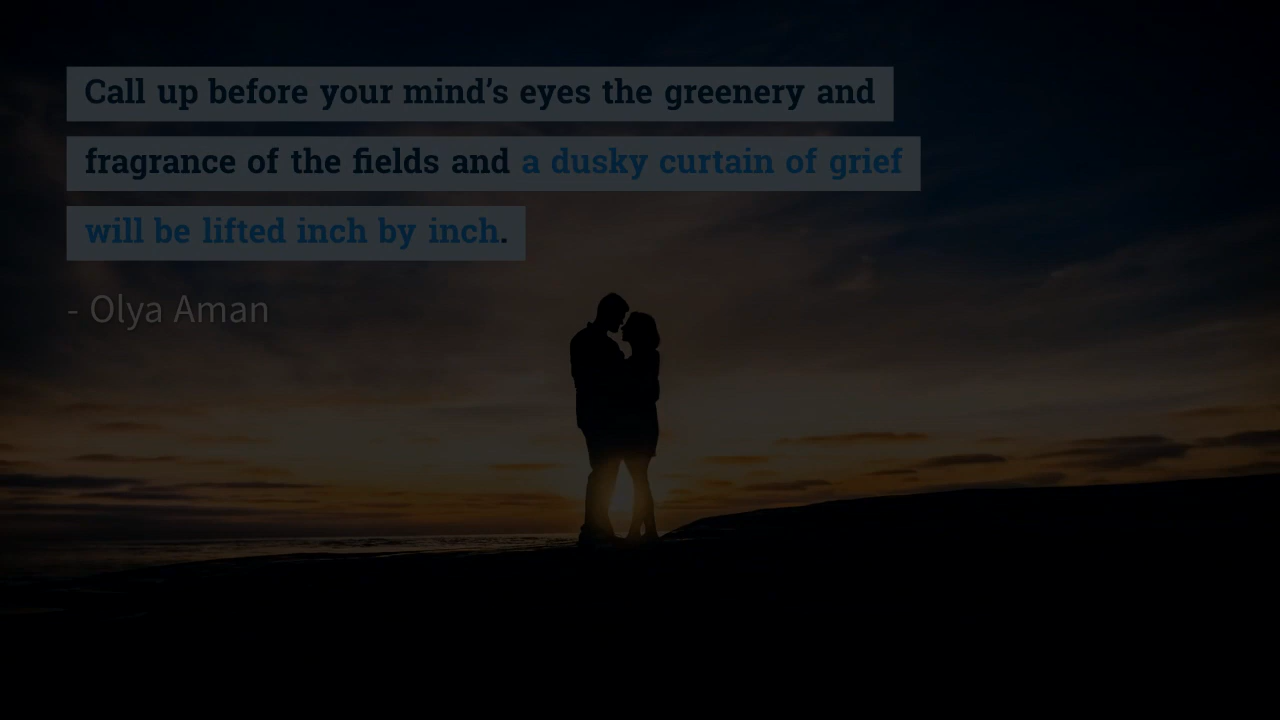 Call up before your mind’s eyes the greenery and
fragrance of the fields and a dusky curtain of grief
will be lifted inch by inch.
- Olya Aman